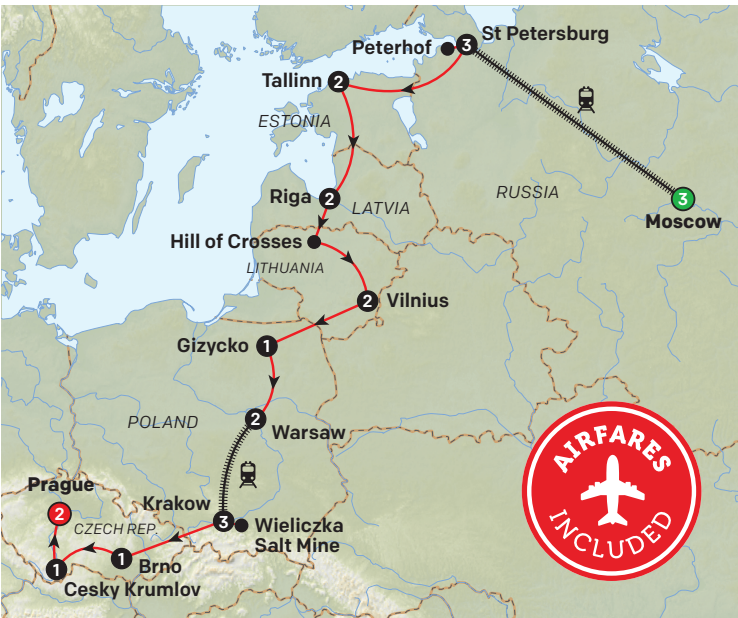 St Petersburg
3
Peterhof
Tallinn
2
ESTONIA
RUSSIA
3
Moscow
Riga
2
LATVIA
Hill of Crosses
LITHUANIA
2
Vilnius
Gizycko
1
POLAND
2
Warsaw
AIRFARES
INCLUDED
Prague
2
Krakow
3
Wieliczka
Salt Mine
CZECH REP.
1
Brno
1
Cesky Krumlov